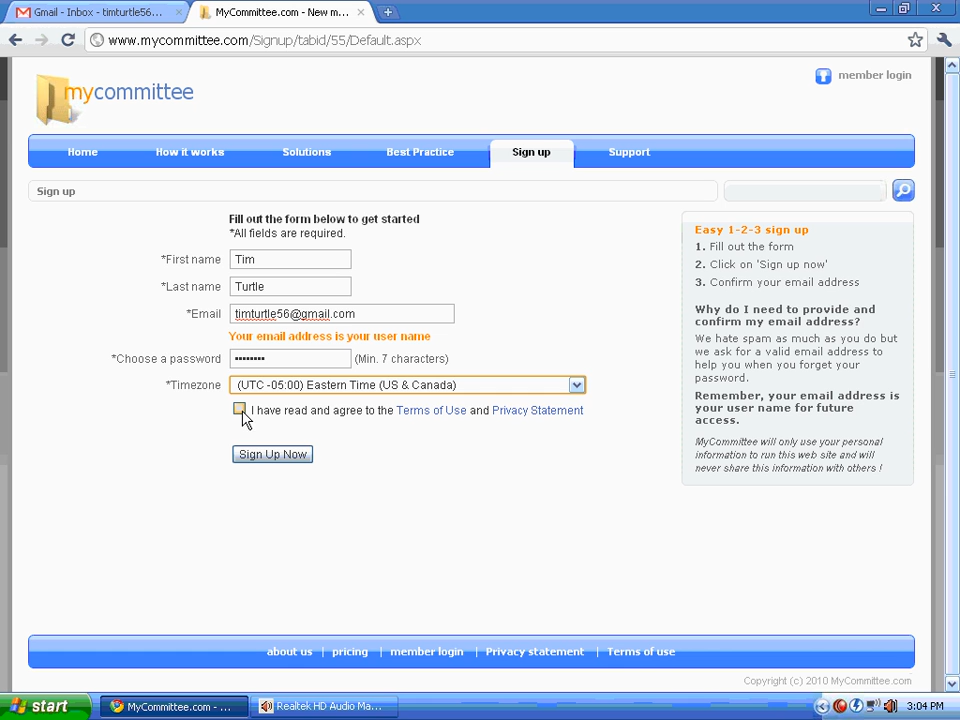 Gmail - Inbox - timturtle56...
MyCommittee.com - New m...
www.mycommittee.com/Signup/tabid/55/Default.aspx
mycommittee
member login
Home
How it works
Solutions
Best Practice
Sign up
Support
Sign up
Fill out the form below to get started
*All fields are required.
*First name Tim
*Last name Turtle
*Email timturtle56@gmail.com
Your email address is your user name
*Choose a password •••••••• (Min. 7 characters)
*Timezone (UTC -05:00) Eastern Time (US & Canada)
I have read and agree to the Terms of Use and Privacy Statement
Sign Up Now
Easy 1-2-3 sign up
1. Fill out the form
2. Click on 'Sign up now'
3. Confirm your email address
Why do I need to provide and
confirm my email address?
We hate spam as much as you do but
we ask for a valid email address to
help you when you forget your
password.
Remember, your email address is
your user name for future
access.
MyCommittee will only use your personal
information to run this web site and will
never share this information with others !
about us | pricing | member login | Privacy statement | Terms of use
Copyright (c) 2010 MyCommittee.com
start
MyCommittee.com - ...
Realtek HD Audio Ma...
3:04 PM